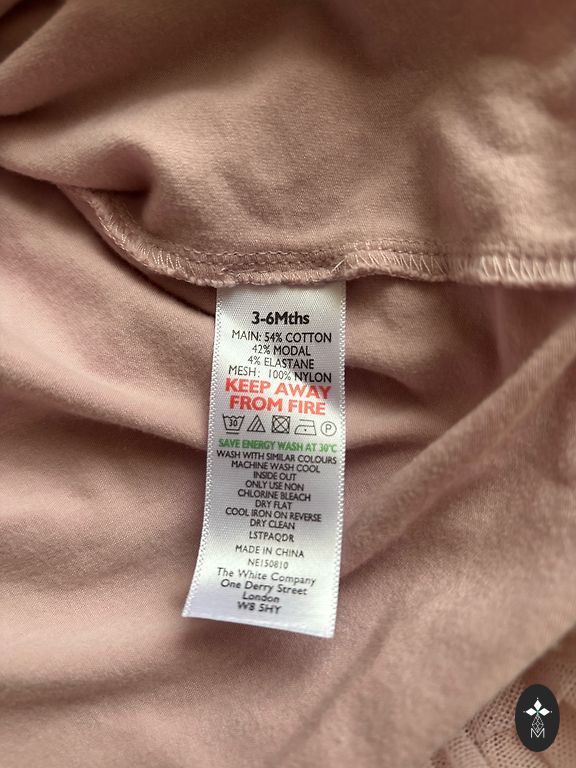 3-6Mths
MAIN: 54% COTTON
42% MODAL
4% ELASTANE
MESH: 100% NYLON
KEEP AWAY
FROM FIRE
30 P
SAVE ENERGY WASH AT 30°C
WASH WITH SIMILAR COLOURS
MACHINE WASH COOL
INSIDE OUT
ONLY USE NON
CHLORINE BLEACH
DRY FLAT
COOL IRON ON REVERSE
DRY CLEAN
LSTPAQDR
MADE IN CHINA
NE150810
The White Company
One Derry Street
London
W8 5HY
M